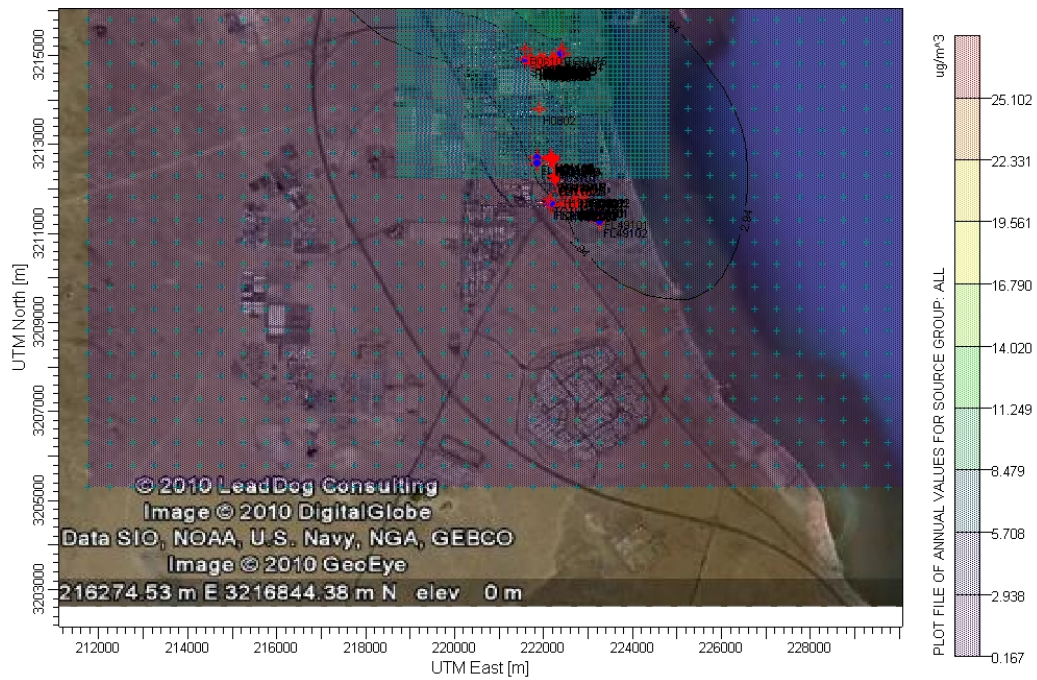 3215000
3213000
3211000
3209000
3207000
3205000
3203000
UTM North [m]
H0802
FL49101
FL49102
2.94
© 2010 LeadDog Consulting
Image © 2010 DigitalGlobe
Data SIO, NOAA, U.S. Navy, NGA, GEBCO
Image © 2010 GeoEye
216274.53 m E 3216844.38 m N elev 0 m
212000 214000 216000 218000 220000 222000 224000 226000 228000
UTM East [m]
PLOT FILE OF ANNUAL VALUES FOR SOURCE GROUP: ALL
ug/m^3
25.102
22.331
19.561
16.790
14.020
11.249
8.479
5.708
2.938
0.167